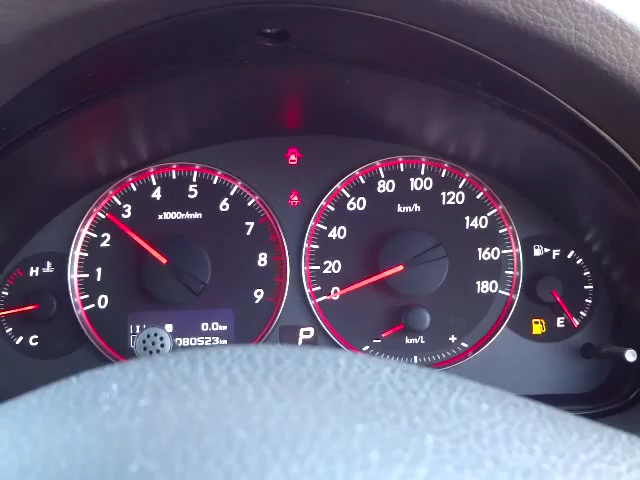 0 1 2 3 4 5 6 7 8 9
x1000r/min
0.0km
080523km
H
C
P
0 20 40 60 80 100 120 140 160 180
km/h
- km/L +
F
E